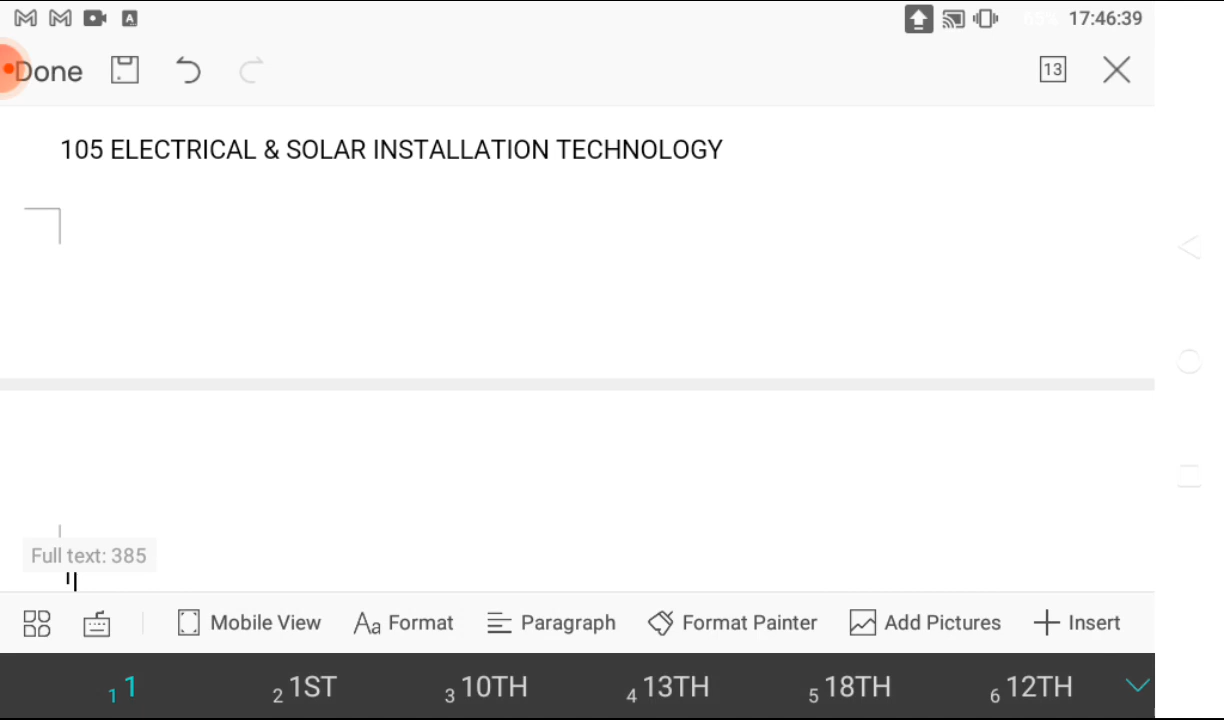 17:46:39
Done
13
105 ELECTRICAL & SOLAR INSTALLATION TECHNOLOGY
Full text: 385
Mobile View Format Paragraph Format Painter Add Pictures Insert
1 1 2 1ST 3 10TH 4 13TH 5 18TH 6 12TH